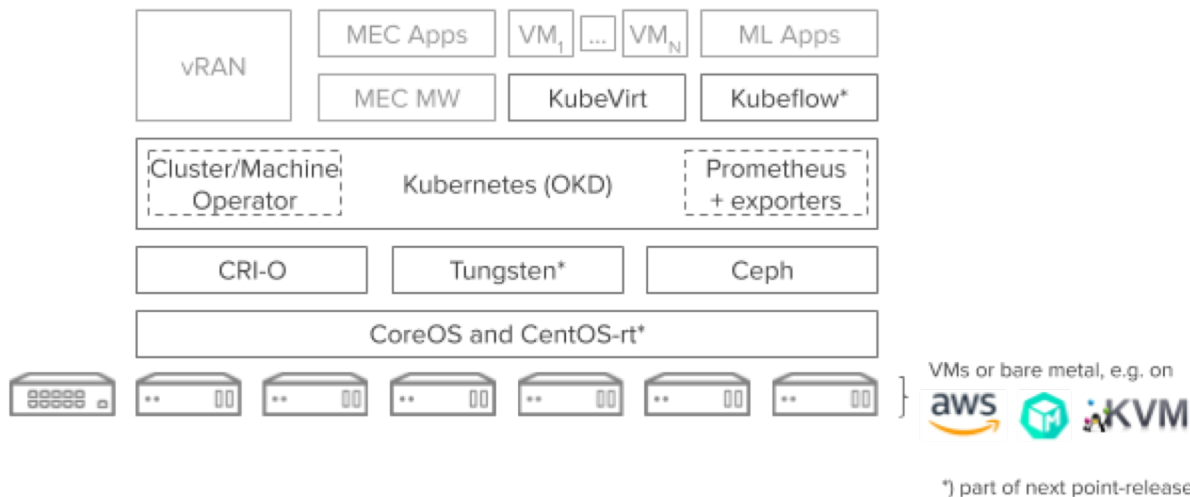 vRAN
MEC Apps
VM1
...
VMN
ML Apps
MEC MW
KubeVirt
Kubeflow*
Cluster/Machine
Operator
Kubernetes (OKD)
Prometheus
+ exporters
CRI-O
Tungsten*
Ceph
CoreOS and CentOS-rt*
VMs or bare metal, e.g. on
aws
M
KVM
*) part of next point-release